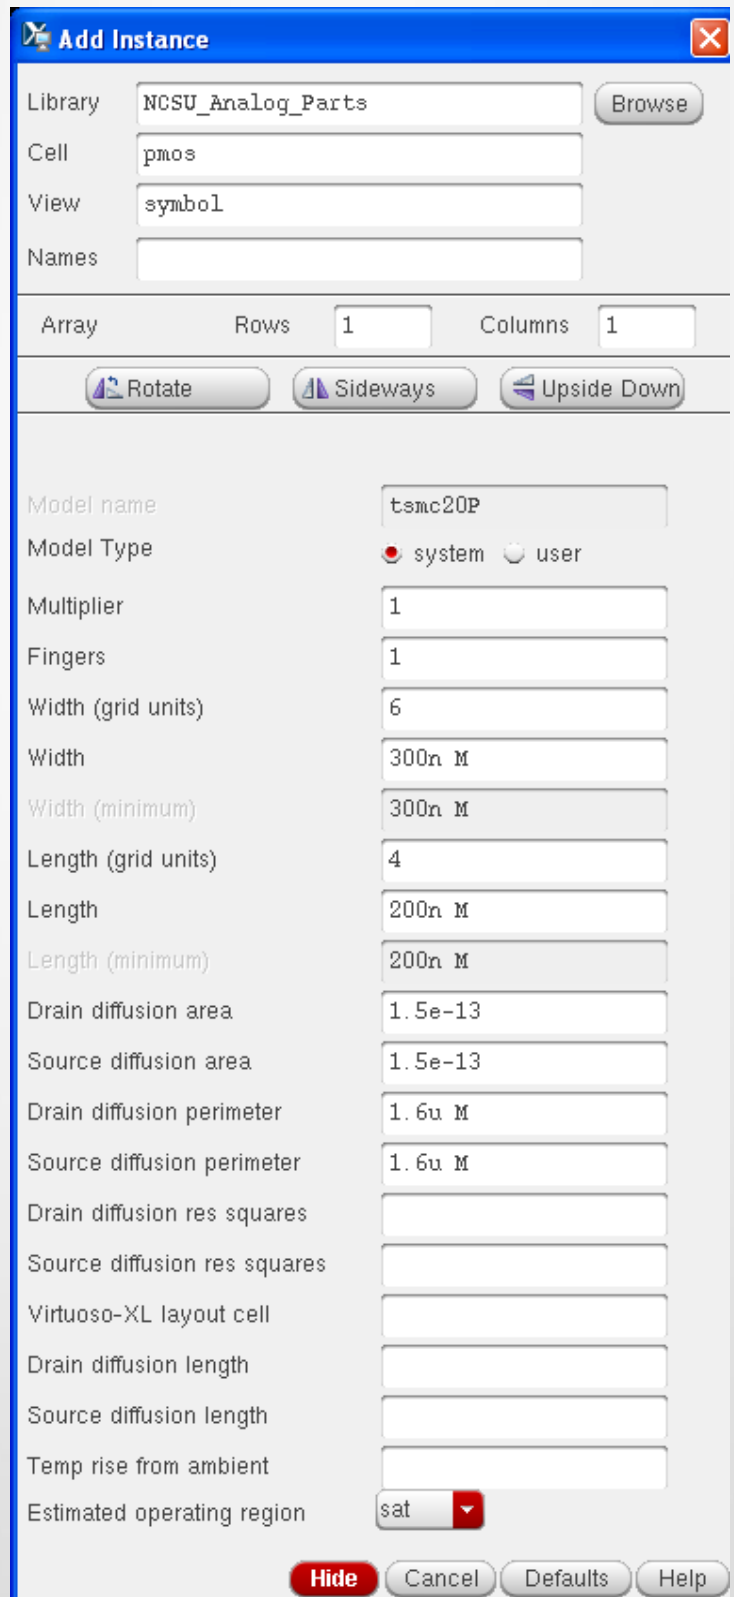 Add Instance
Library NCSU_Analog_Parts Browse
Cell pmos
View symbol
Names
Array Rows 1 Columns 1
Rotate Sideways Upside Down
Model name tsmc20P
Model Type system user
Multiplier 1
Fingers 1
Width (grid units) 6
Width 300n M
Width (minimum) 300n M
Length (grid units) 4
Length 200n M
Length (minimum) 200n M
Drain diffusion area 1.5e-13
Source diffusion area 1.5e-13
Drain diffusion perimeter 1.6u M
Source diffusion perimeter 1.6u M
Drain diffusion res squares
Source diffusion res squares
Virtuoso-XL layout cell
Drain diffusion length
Source diffusion length
Temp rise from ambient
Estimated operating region sat
Hide Cancel Defaults Help